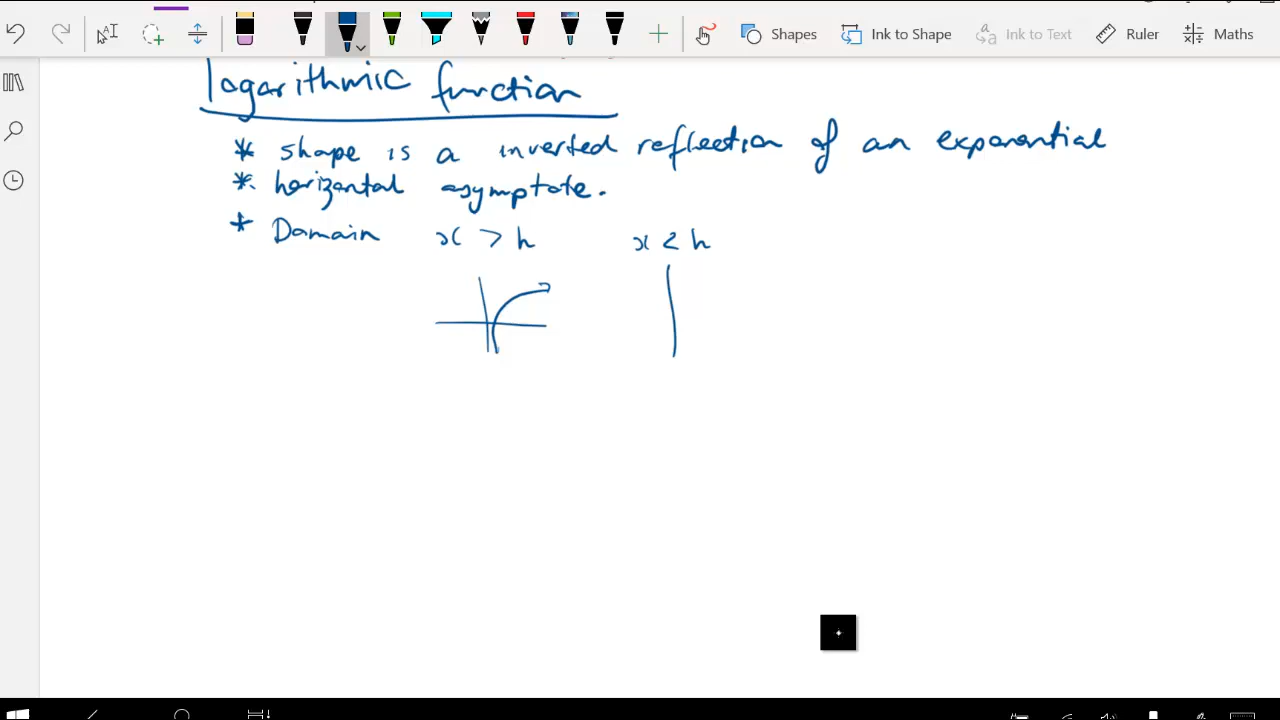 Shapes Ink to Shape Ink to Text Ruler Maths
logarithmic function
* shape is a inverted reflection of an exponential
* horizontal asymptote.
* Domain x > h x < h